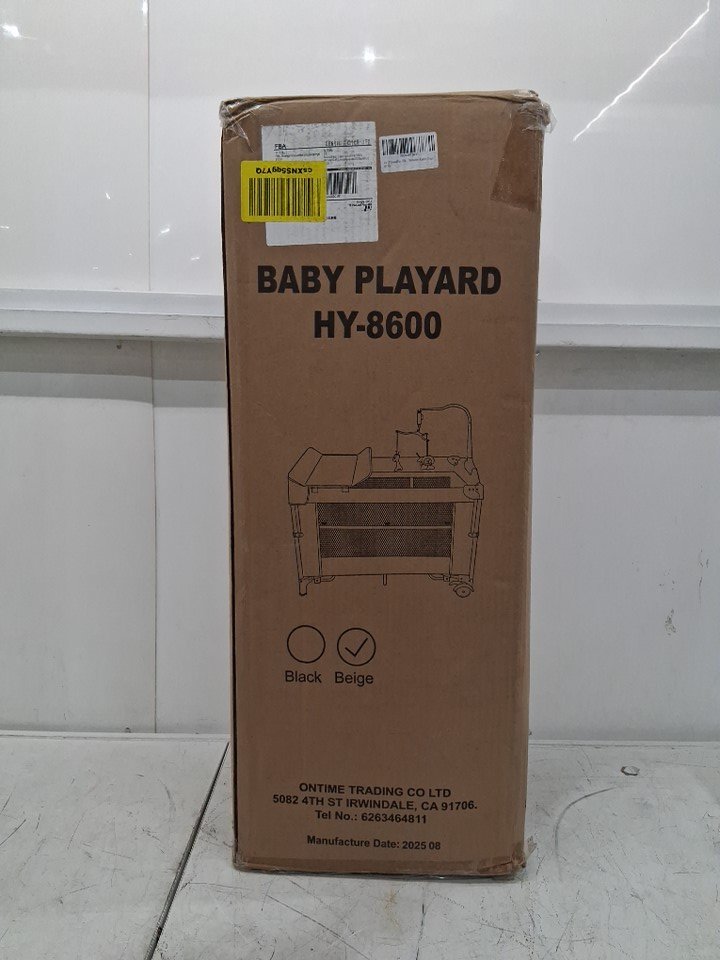 FBA
csXNS5q9Y7Q
BABY PLAYARD
HY-8600
Black Beige
ONTIME TRADING CO LTD
5082 4TH ST IRWINDALE, CA 91706.
Tel No.: 6263464811
Manufacture Date: 2025 08